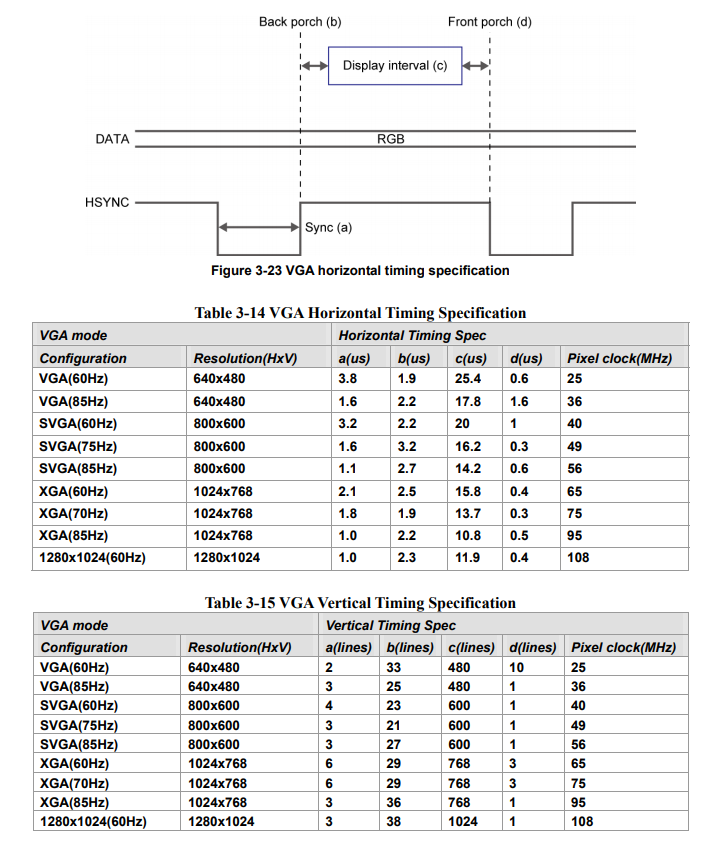 Back porch (b) Front porch (d)
Display interval (c)
DATA RGB
HSYNC
Sync (a)
Figure 3-23 VGA horizontal timing specification
Table 3-14 VGA Horizontal Timing Specification
VGA mode Horizontal Timing Spec
Configuration Resolution(HxV) a(us) b(us) c(us) d(us) Pixel clock(MHz)
VGA(60Hz) 640x480 3.8 1.9 25.4 0.6 25
VGA(85Hz) 640x480 1.6 2.2 17.8 1.6 36
SVGA(60Hz) 800x600 3.2 2.2 20 1 40
SVGA(75Hz) 800x600 1.6 3.2 16.2 0.3 49
SVGA(85Hz) 800x600 1.1 2.7 14.2 0.6 56
XGA(60Hz) 1024x768 2.1 2.5 15.8 0.4 65
XGA(70Hz) 1024x768 1.8 1.9 13.7 0.3 75
XGA(85Hz) 1024x768 1.0 2.2 10.8 0.5 95
1280x1024(60Hz) 1280x1024 1.0 2.3 11.9 0.4 108
Table 3-15 VGA Vertical Timing Specification
VGA mode Vertical Timing Spec
Configuration Resolution(HxV) a(lines) b(lines) c(lines) d(lines) Pixel clock(MHz)
VGA(60Hz) 640x480 2 33 480 10 25
VGA(85Hz) 640x480 3 25 480 1 36
SVGA(60Hz) 800x600 4 23 600 1 40
SVGA(75Hz) 800x600 3 21 600 1 49
SVGA(85Hz) 800x600 3 27 600 1 56
XGA(60Hz) 1024x768 6 29 768 3 65
XGA(70Hz) 1024x768 6 29 768 3 75
XGA(85Hz) 1024x768 3 36 768 1 95
1280x1024(60Hz) 1280x1024 3 38 1024 1 108